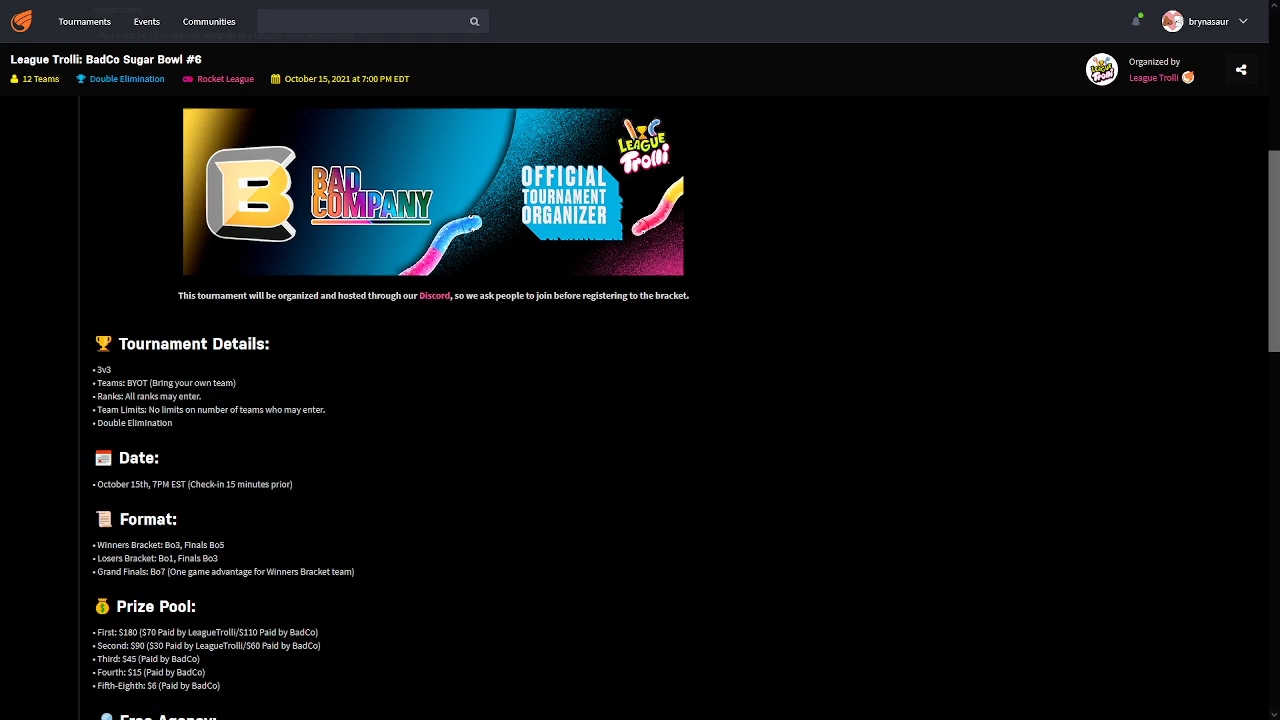 Tournaments
Events
Communities
brynasaur
League Trolli: BadCo Sugar Bowl #6
12 Teams
Double Elimination
Rocket League
October 15, 2021 at 7:00 PM EDT
Organized by
League Trolli
B
BAD
COMPANY
OFFICIAL
TOURNAMENT
ORGANIZER
LEAGUE
Trolli
This tournament will be organized and hosted through our Discord, so we ask people to join before registering to the bracket.
Tournament Details:
• 3v3
• Teams: BYOT (Bring your own team)
• Ranks: All ranks may enter.
• Team Limits: No limits on number of teams who may enter.
• Double Elimination
Date:
• October 15th, 7PM EST (Check-in 15 minutes prior)
Format:
• Winners Bracket: Bo3, Finals Bo5
• Losers Bracket: Bo1, Finals Bo3
• Grand Finals: Bo7 (One game advantage for Winners Bracket team)
Prize Pool:
• First: $180 ($70 Paid by LeagueTrolli/$110 Paid by BadCo)
• Second: $90 ($30 Paid by LeagueTrolli/$60 Paid by BadCo)
• Third: $45 (Paid by BadCo)
• Fourth: $15 (Paid by BadCo)
• Fifth-Eighth: $6 (Paid by BadCo)
Free Agency: